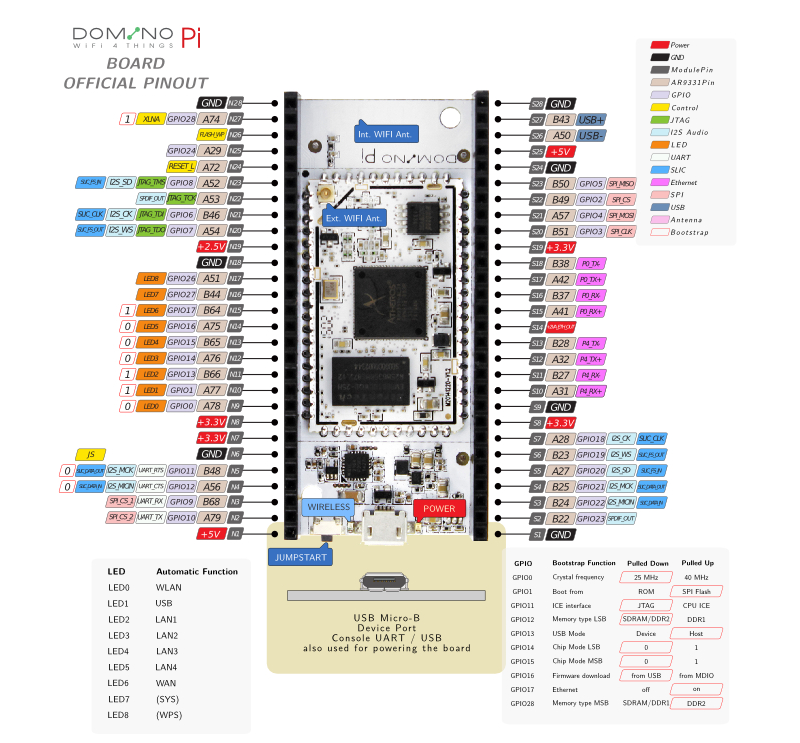 DOMINO Pi
WiFi 4 THINGS
BOARD
OFFICIAL PINOUT
Power
GND
ModulePin
AR9331Pin
GPIO
Control
JTAG
I2S Audio
LED
UART
SLIC
Ethernet
SPI
USB
Antenna
Bootstrap
GND N28
1 XLNA GPIO28 A74 N27
FLASH_WP N26
GPIO24 A29 N25
RESET_L A72 N24
SLIC_FS_IN I2S_SD JTAG_TMS GPIO8 A52 N23
SPDIF_OUT JTAG_TCK A53 N22
SLIC_CLK I2S_CK JTAG_TDI GPIO6 B46 N21
SLIC_FS_OUT I2S_WS JTAG_TDO GPIO7 A54 N20
+2.5V N19
GND N18
LED8 GPIO26 A51 N17
LED7 GPIO27 B44 N16
1 LED6 GPIO17 B64 N15
0 LED5 GPIO16 A75 N14
0 LED4 GPIO15 B65 N13
0 LED3 GPIO14 A76 N12
1 LED2 GPIO13 B66 N11
1 LED1 GPIO1 A77 N10
0 LED0 GPIO0 A78 N9
+3.3V N8
+3.3V N7
JS GND N6
0 SLIC_DATA_OUT I2S_MCK UART_RTS GPIO11 B48 N5
0 SLIC_DATA_IN I2S_MICIN UART_CTS GPIO12 A56 N4
SPI_CS_1 UART_RX GPIO9 B68 N3
SPI_CS_2 UART_TX GPIO10 A79 N2
+5V N1
Int. WIFI Ant.
DOMINO Pi
Ext. WIFI Ant.
WIRELESS
POWER
JUMPSTART
S28 GND
S27 B43 USB+
S26 A50 USB-
S25 +5V
S24 GND
S23 B50 GPIO5 SPI_MISO
S22 B49 GPIO2 SPI_CS
S21 A57 GPIO4 SPI_MOSI
S20 B51 GPIO3 SPI_CLK
S19 +3.3V
S18 B38 P0_TX-
S17 A42 P0_TX+
S16 B37 P0_RX-
S15 A41 P0_RX+
S14
S13 B28 P4_TX-
S12 A32 P4_TX+
S11 B27 P4_RX-
S10 A31 P4_RX+
S9 GND
S8 +3.3V
S7 A28 GPIO18 I2S_CK SLIC_CLK
S6 B23 GPIO19 I2S_WS SLIC_FS_OUT
S5 A27 GPIO20 I2S_SD SLIC_FS_IN
S4 B25 GPIO21 I2S_MCK SLIC_DATA_OUT
S3 B24 GPIO22 I2S_MICIN SLIC_DATA_IN
S2 B22 GPIO23 SPDIF_OUT
S1 GND
USB Micro-B
Device Port
Console UART / USB
also used for powering the board
LED Automatic Function
LED0 WLAN
LED1 USB
LED2 LAN1
LED3 LAN2
LED4 LAN3
LED5 LAN4
LED6 WAN
LED7 (SYS)
LED8 (WPS)
GPIO Bootstrap Function Pulled Down Pulled Up
GPIO0 Crystal frequency 25 MHz 40 MHz
GPIO1 Boot from ROM SPI Flash
GPIO11 ICE interface JTAG CPU ICE
GPIO12 Memory type LSB SDRAM/DDR2 DDR1
GPIO13 USB Mode Device Host
GPIO14 Chip Mode LSB 0 1
GPIO15 Chip Mode MSB 0 1
GPIO16 Firmware download from USB from MDIO
GPIO17 Ethernet off on
GPIO28 Memory type MSB SDRAM/DDR1 DDR2